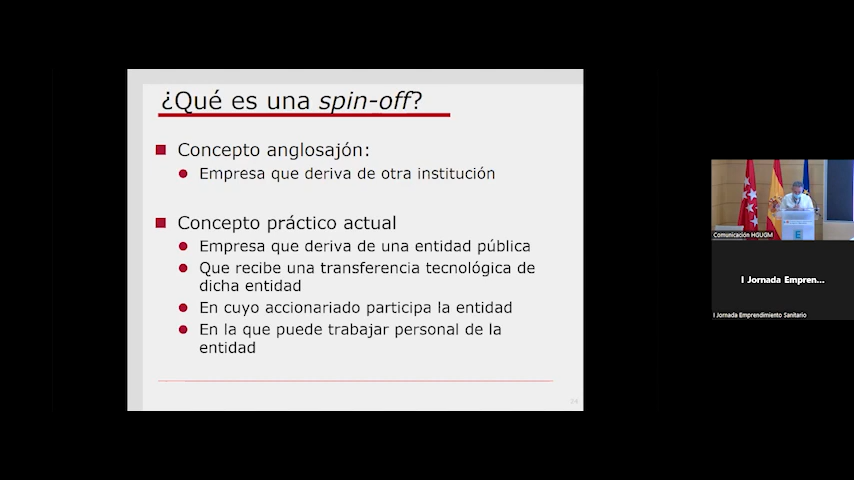 ¿Qué es una spin-off?
Concepto anglosajón:
Empresa que deriva de otra institución
Concepto práctico actual
Empresa que deriva de una entidad pública
Que recibe una transferencia tecnológica de
dicha entidad
En cuyo accionariado participa la entidad
En la que puede trabajar personal de la
entidad
Comunicación HGUGM
I Jornada Empren...
I Jornada Emprendimiento Sanitario